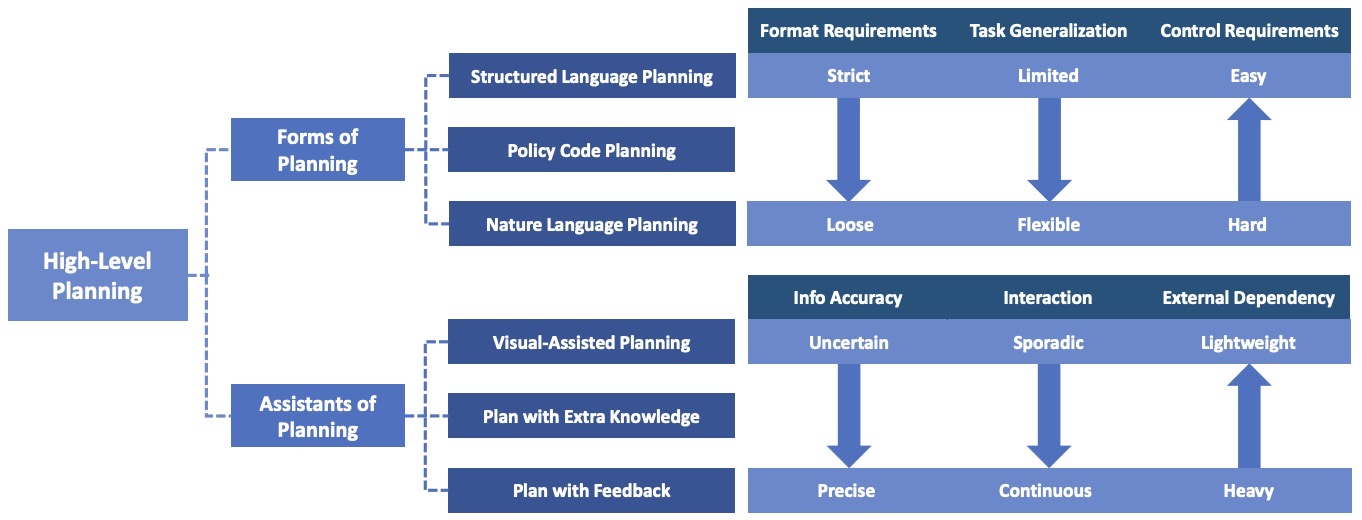 High-Level
Planning
Forms of
Planning
Assistants of
Planning
Structured Language Planning
Policy Code Planning
Nature Language Planning
Visual-Assisted Planning
Plan with Extra Knowledge
Plan with Feedback
Format Requirements Task Generalization Control Requirements
Strict Limited Easy
Loose Flexible Hard
Info Accuracy Interaction External Dependency
Uncertain Sporadic Lightweight
Precise Continuous Heavy